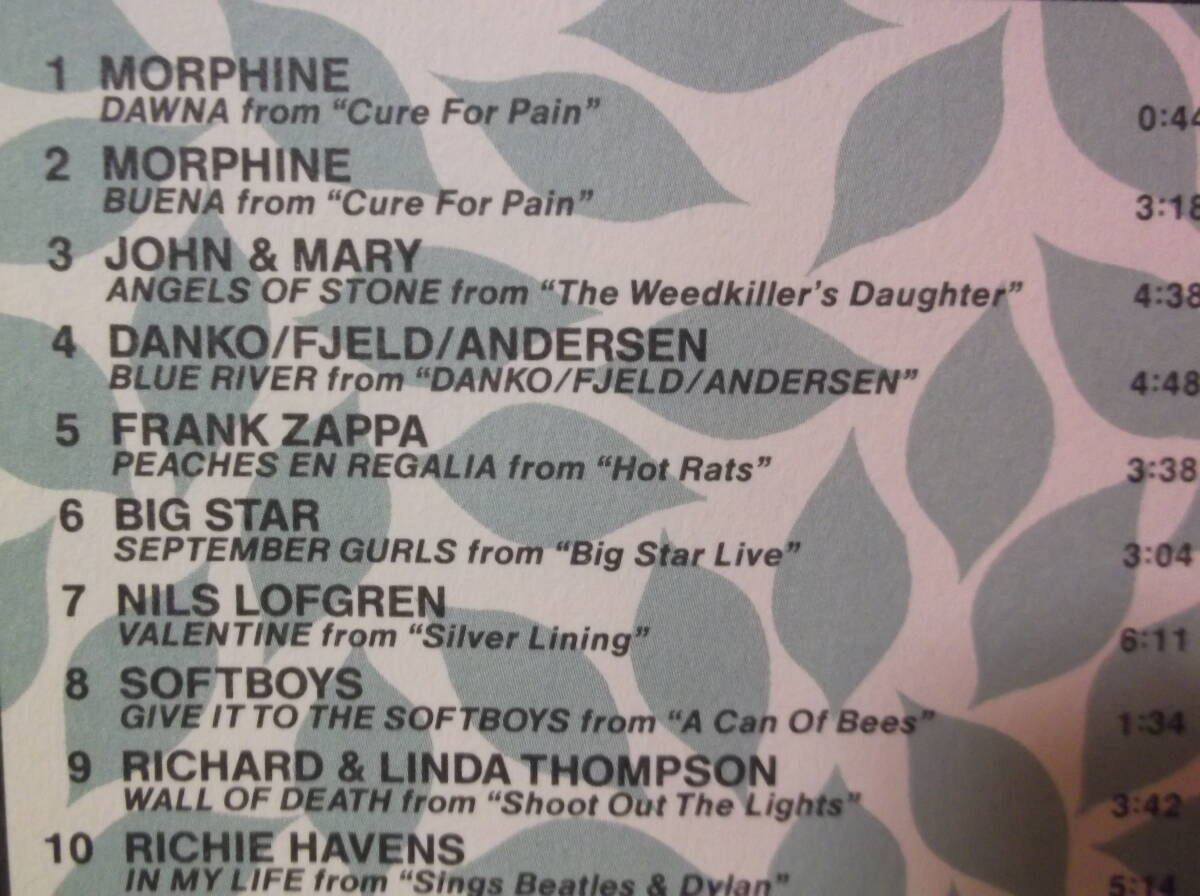 1 MORPHINE
DAWNA from “Cure For Pain” 0:44
2 MORPHINE
BUENA from “Cure For Pain” 3:18
3 JOHN & MARY
ANGELS OF STONE from “The Weedkiller’s Daughter” 4:38
4 DANKO/FJELD/ANDERSEN
BLUE RIVER from “DANKO/FJELD/ANDERSEN” 4:48
5 FRANK ZAPPA
PEACHES EN REGALIA from “Hot Rats” 3:38
6 BIG STAR
SEPTEMBER GURLS from “Big Star Live” 3:04
7 NILS LOFGREN
VALENTINE from “Silver Lining” 6:11
8 SOFTBOYS
GIVE IT TO THE SOFTBOYS from “A Can Of Bees” 1:34
9 RICHARD & LINDA THOMPSON
WALL OF DEATH from “Shoot Out The Lights” 3:42
10 RICHIE HAVENS
IN MY LIFE from “Sings Beatles & Dylan” 5:14